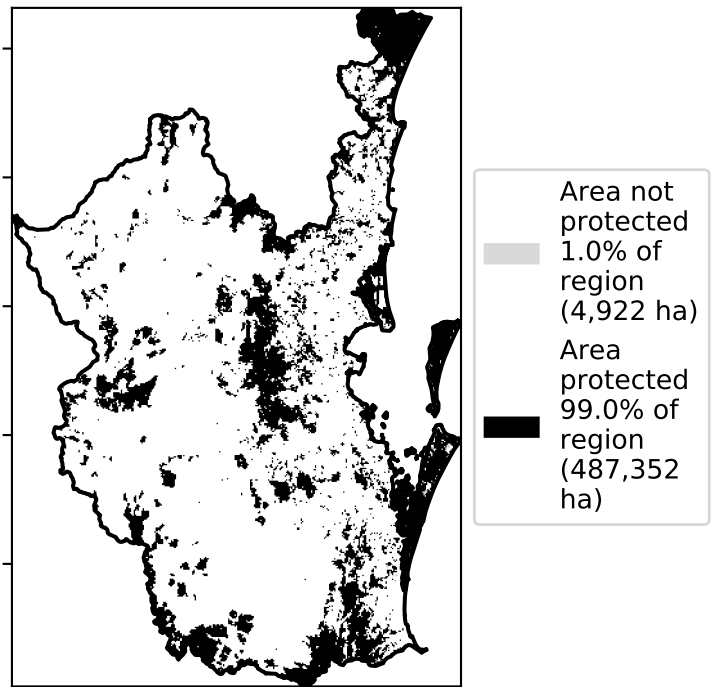 Area not
protected
1.0% of
region
(4,922 ha)
Area
protected
99.0% of
region
(487,352
ha)